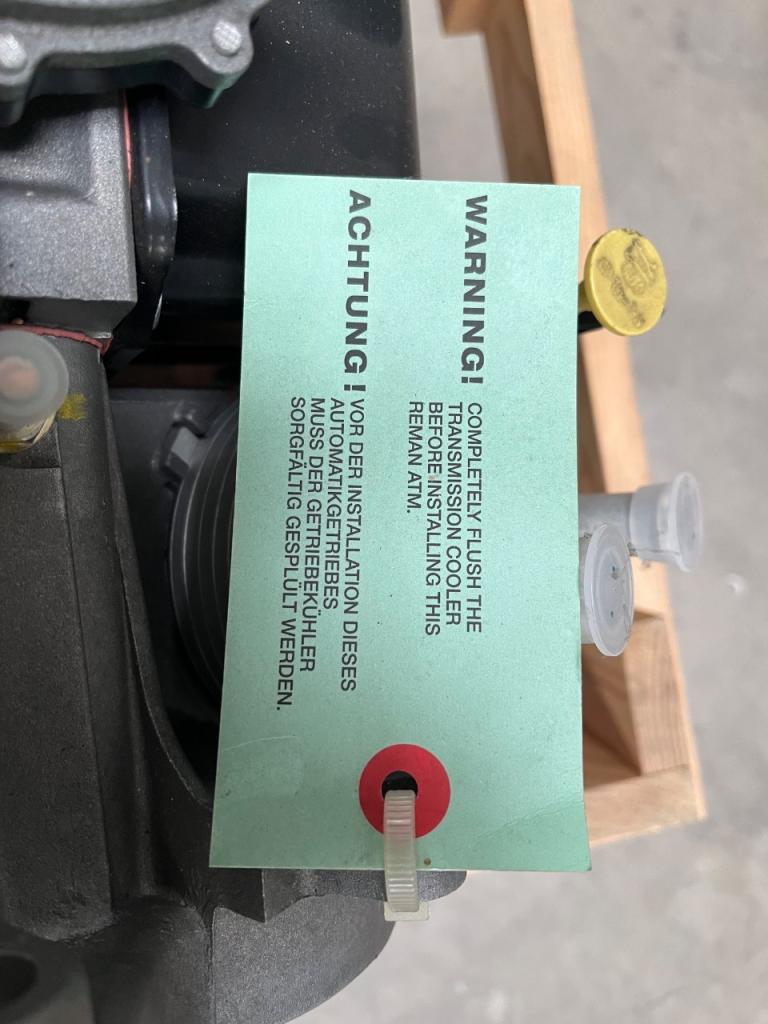 WARNING! COMPLETELY FLUSH THE
TRANSMISSION COOLER
BEFORE INSTALLING THIS
REMAN ATM.
ACHTUNG! VOR DER INSTALLATION DIESES
AUTOMATIKGETRIEBES
MUSS DER GETRIEBEKÜHLER
SORGFÄLTIG GESPLÜLT WERDEN.